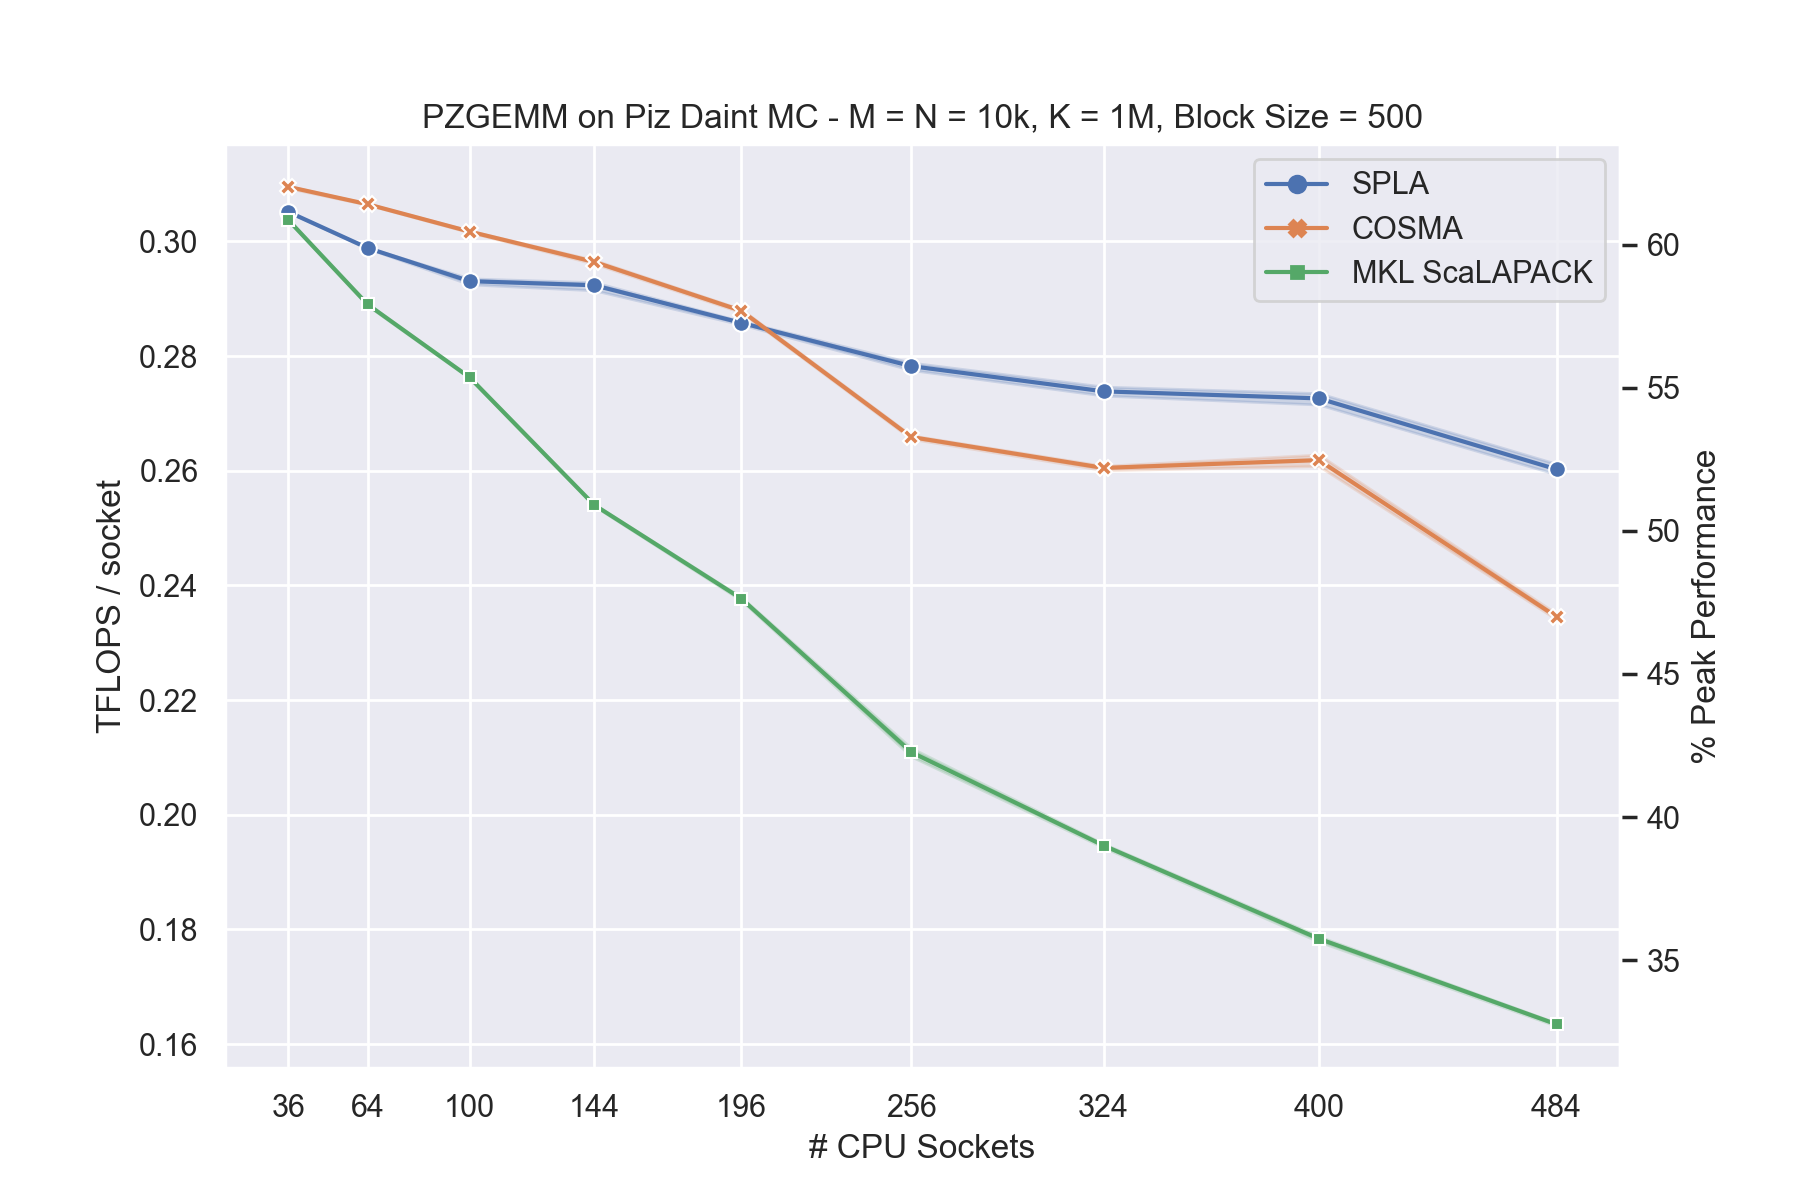 PZGEMM on Piz Daint MC - M = N = 10k, K = 1M, Block Size = 500
SPLA
COSMA
MKL ScaLAPACK
TFLOPS / socket
0.30
0.28
0.26
0.24
0.22
0.20
0.18
0.16
60
55
50
45
40
35
% Peak Performance
36 64 100 144 196 256 324 400 484
# CPU Sockets